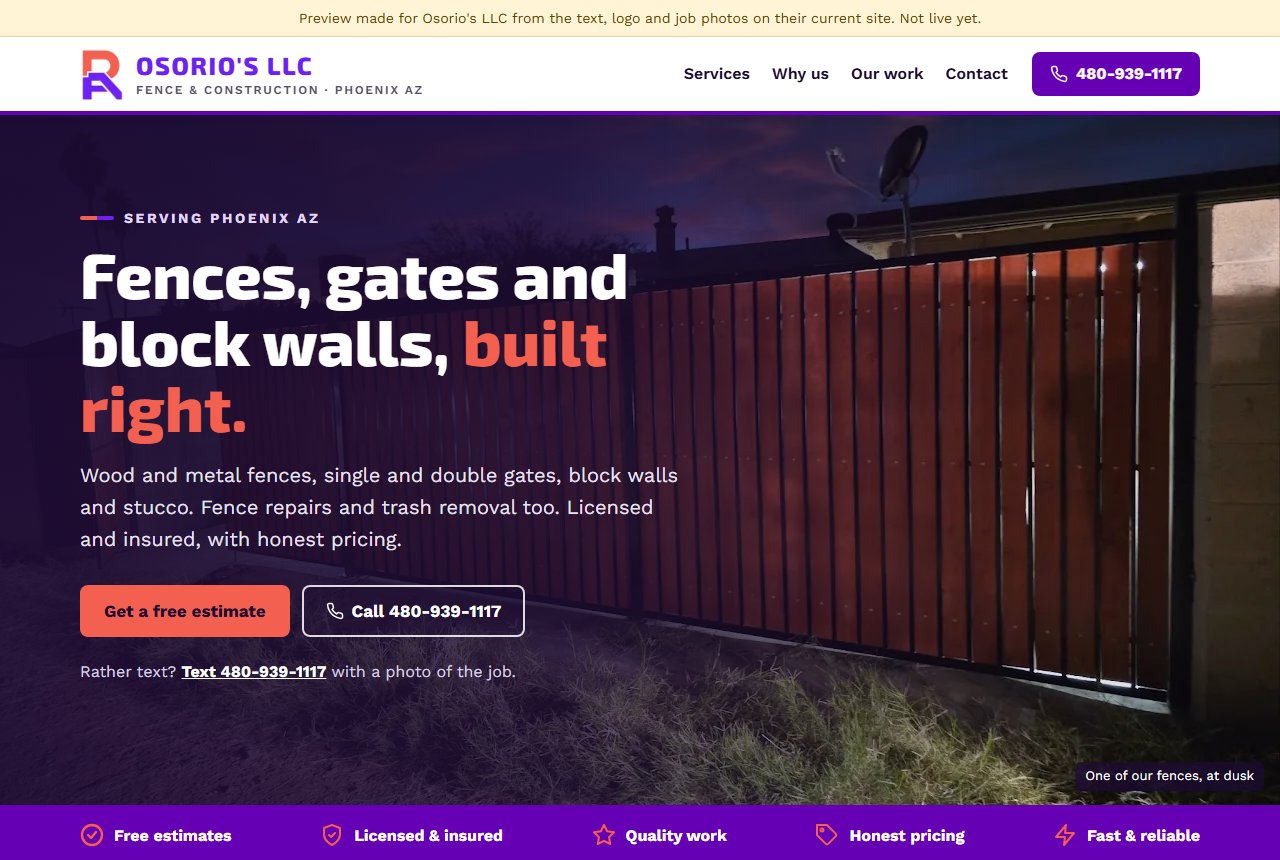 Preview made for Osorio's LLC from the text, logo and job photos on their current site. Not live yet.
OSORIO'S LLC
FENCE & CONSTRUCTION · PHOENIX AZ
Services
Why us
Our work
Contact
480-939-1117
SERVING PHOENIX AZ
Fences, gates and
block walls, built
right.
Wood and metal fences, single and double gates, block walls
and stucco. Fence repairs and trash removal too. Licensed
and insured, with honest pricing.
Get a free estimate
Call 480-939-1117
Rather text? Text 480-939-1117 with a photo of the job.
One of our fences, at dusk
Free estimates
Licensed & insured
Quality work
Honest pricing
Fast & reliable